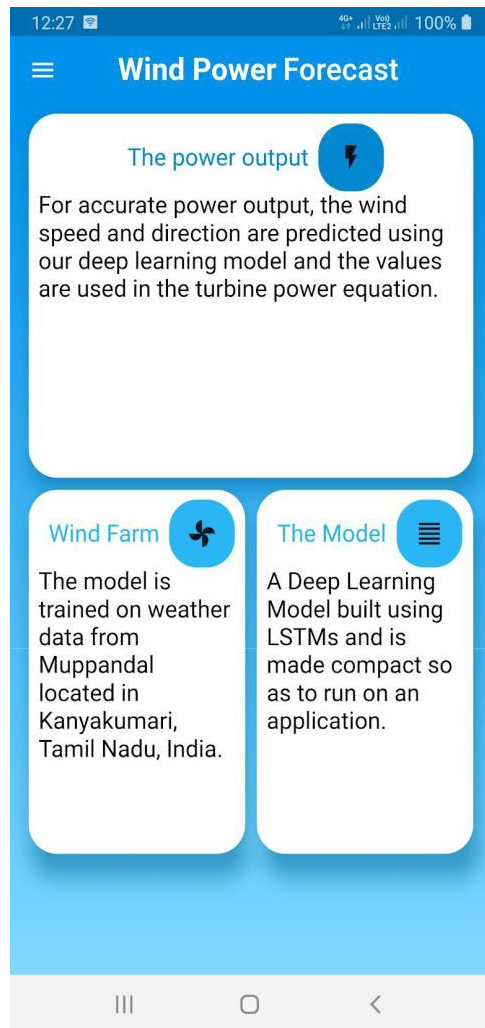 12:27 4G+ Vo)) LTE2 100%
Wind Power Forecast
The power output
For accurate power output, the wind
speed and direction are predicted using
our deep learning model and the values
are used in the turbine power equation.
Wind Farm
The model is
trained on weather
data from
Muppandal
located in
Kanyakumari,
Tamil Nadu, India.
The Model
A Deep Learning
Model built using
LSTMs and is
made compact so
as to run on an
application.